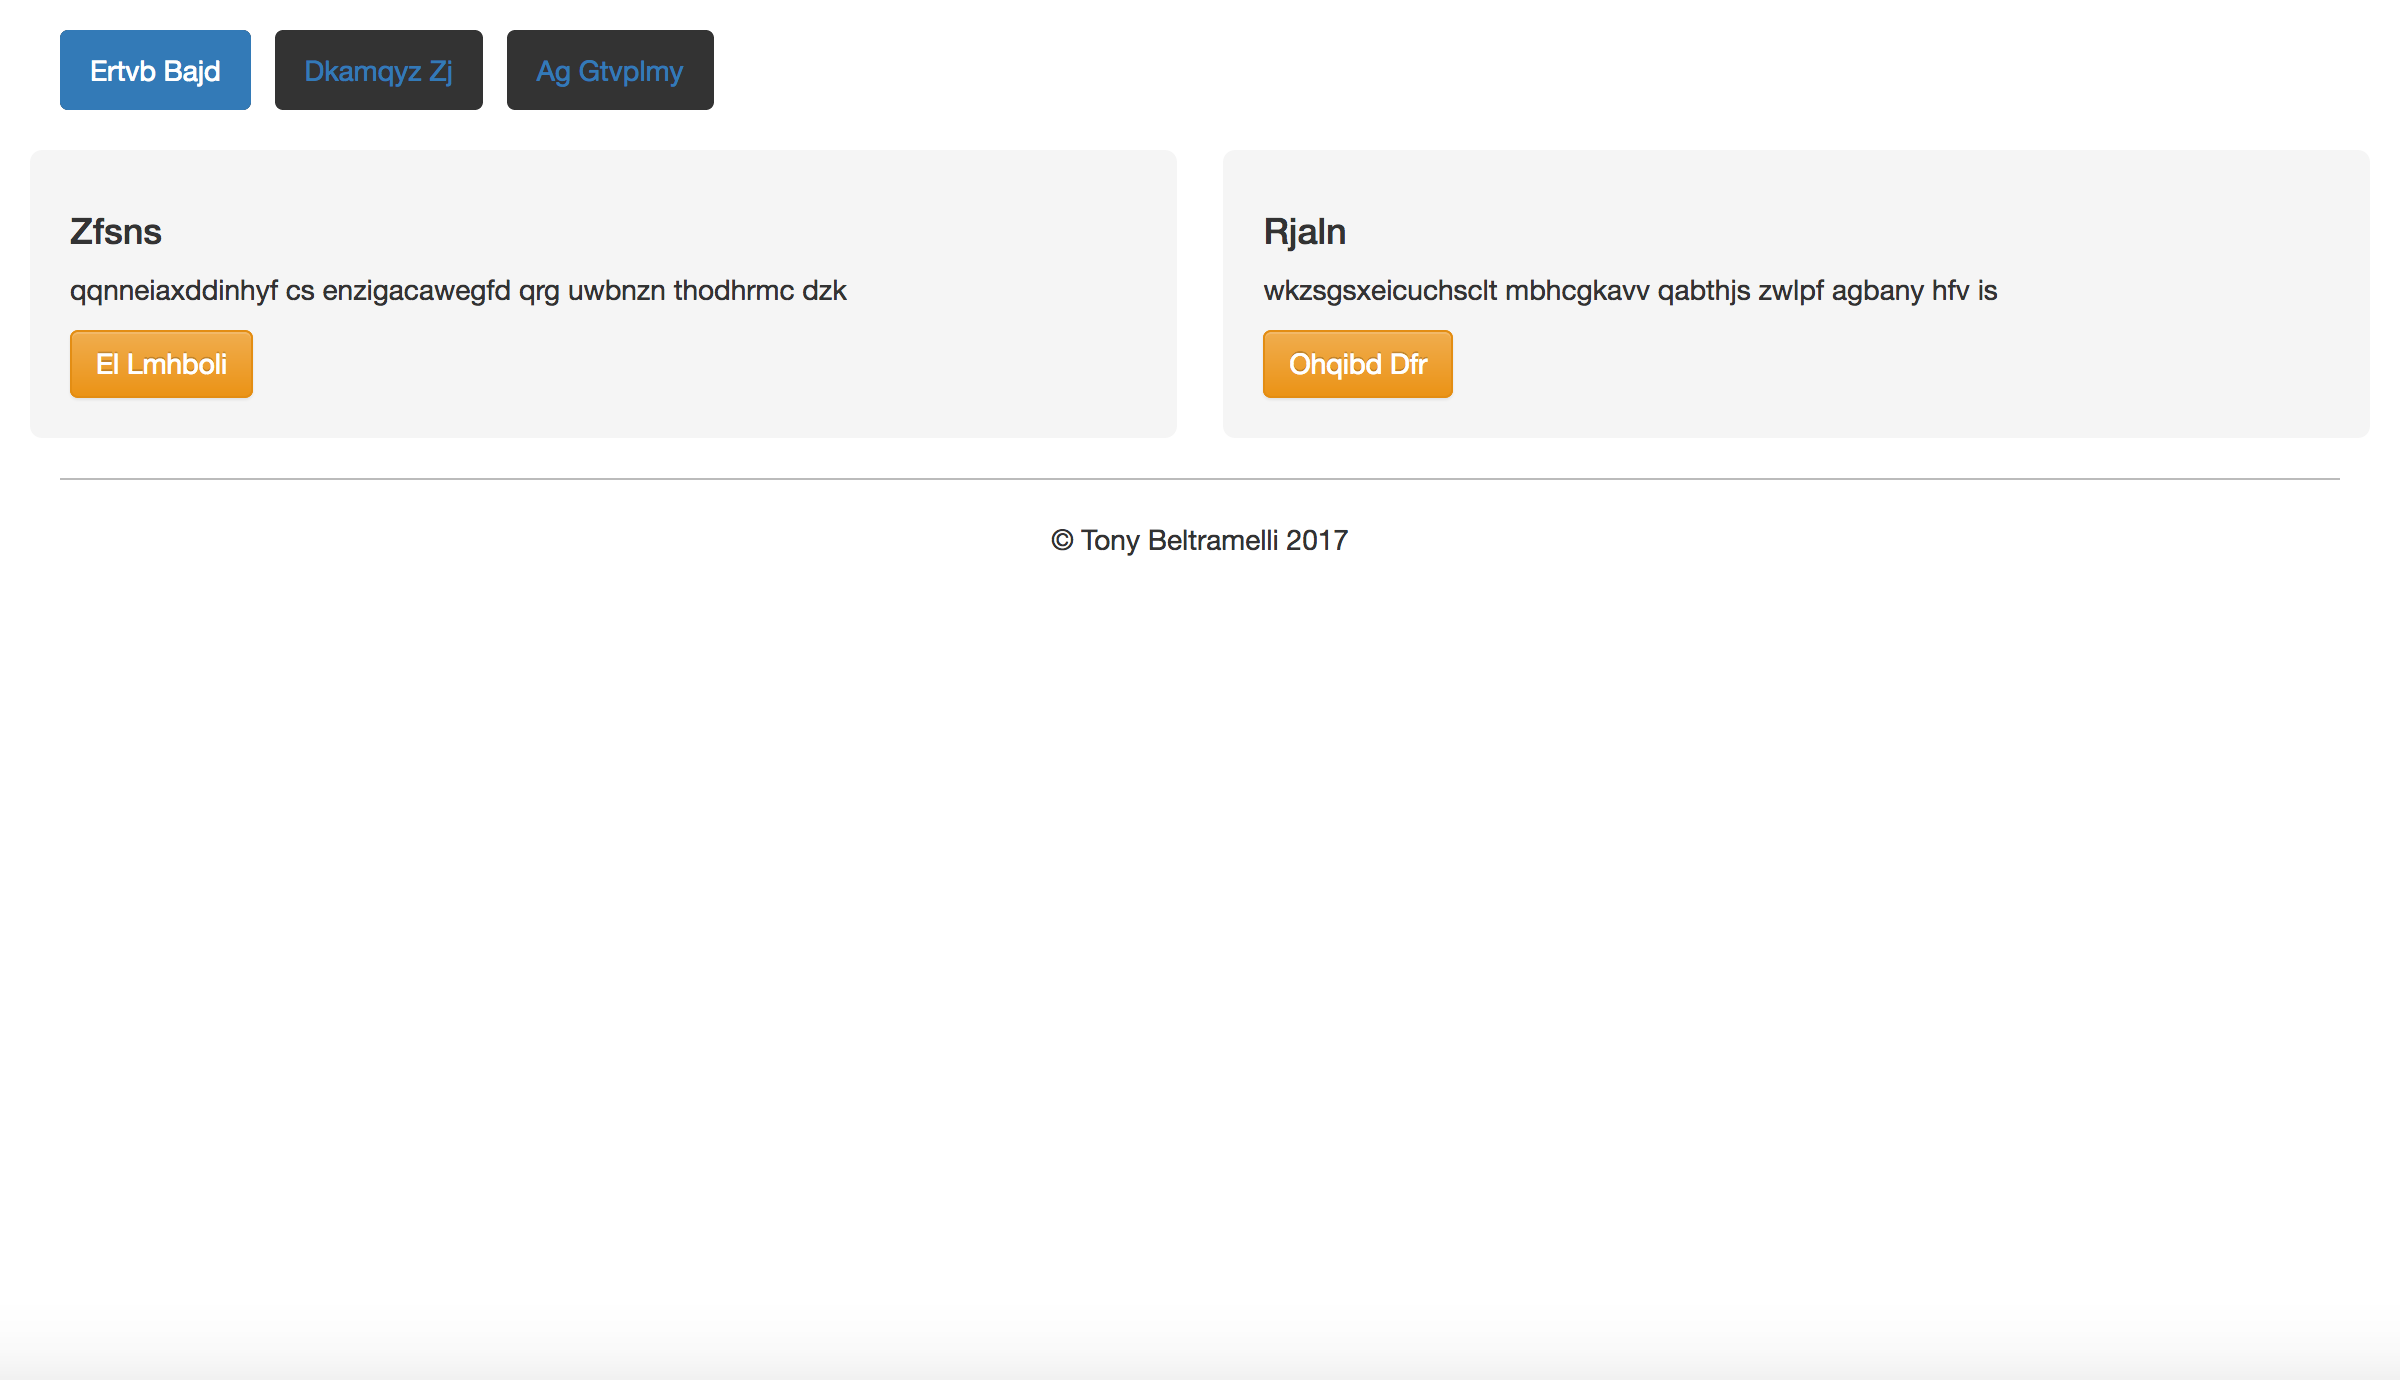 Ertvb Bajd Dkamqyz Zj Ag Gtvplmy
Zfsns
qqnneiaxddinhyf cs enzigacawegfd qrg uwbnzn thodhrmc dzk
El Lmhboli
Rjaln
wkzsgsxeicuchsclt mbhcgkavv qabthjs zwlpf agbany hfv is
Ohqibd Dfr
© Tony Beltramelli 2017